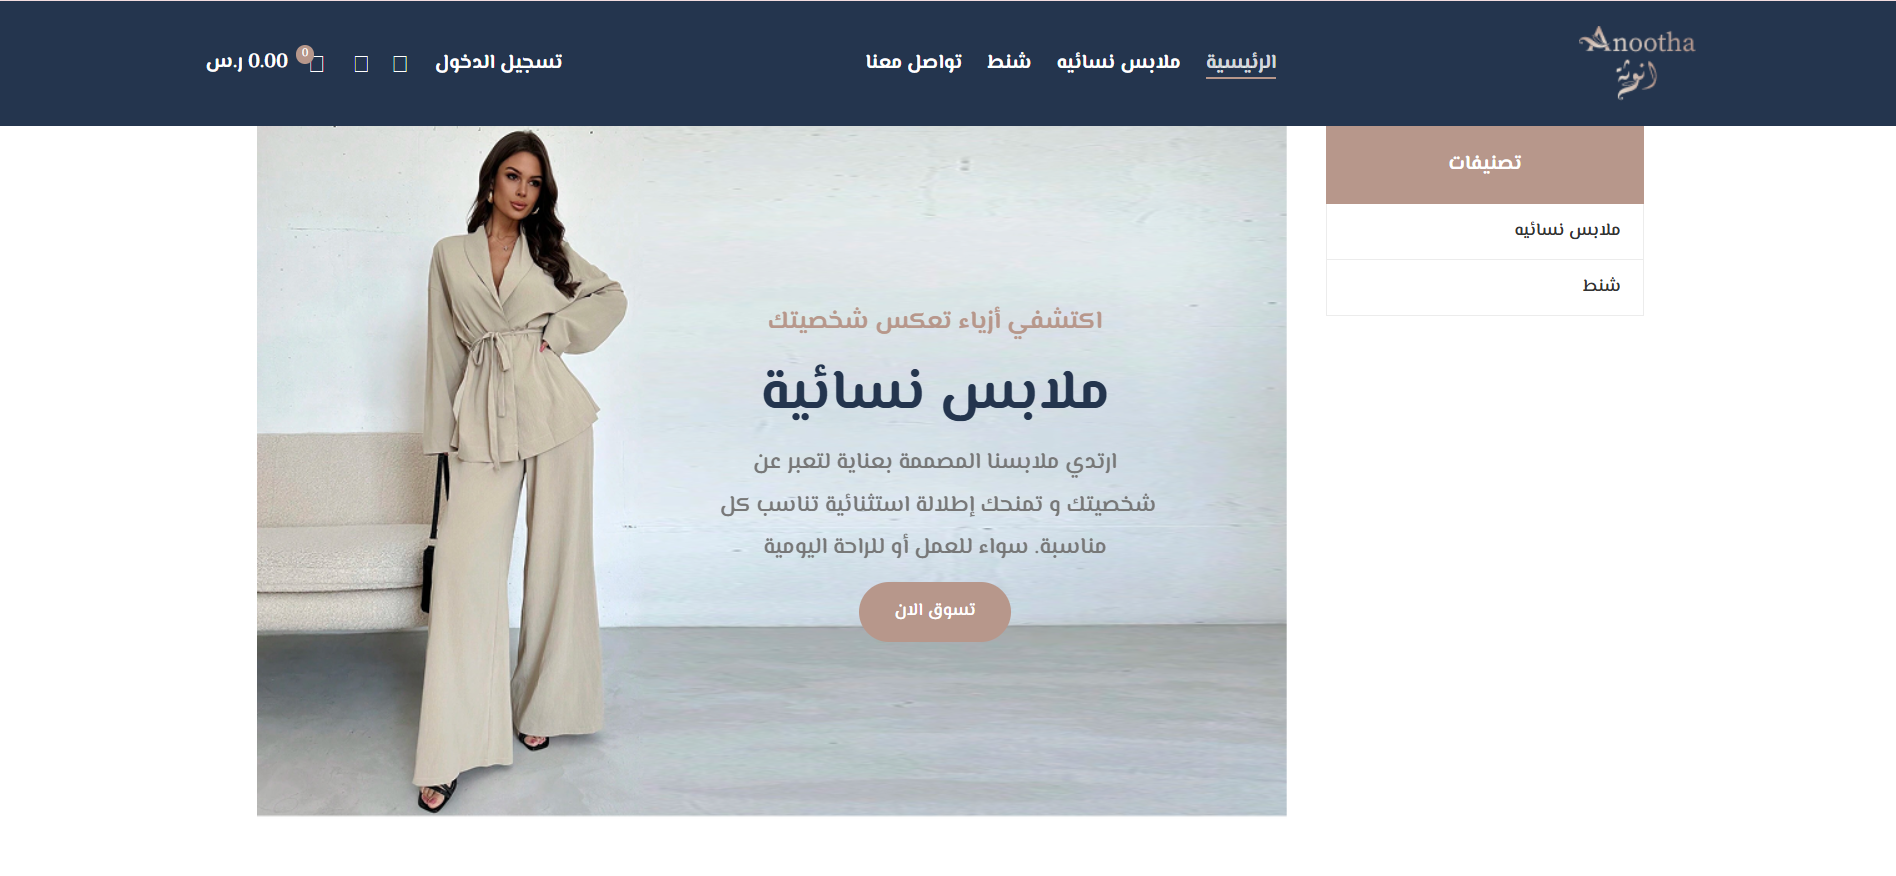 Anootha
انوثة
الرئيسية
ملابس نسائيه
شنط
تواصل معنا
تسجيل الدخول
0
0.00 ر.س
تصنيفات
ملابس نسائيه
شنط
اكتشفي أزياء تعكس شخصيتك
ملابس نسائية
ارتدي ملابسنا المصممة بعناية لتعبر عن
شخصيتك و تمنحك إطلالة استثنائية تناسب كل
مناسبة. سواء للعمل أو للراحة اليومية
تسوق الان